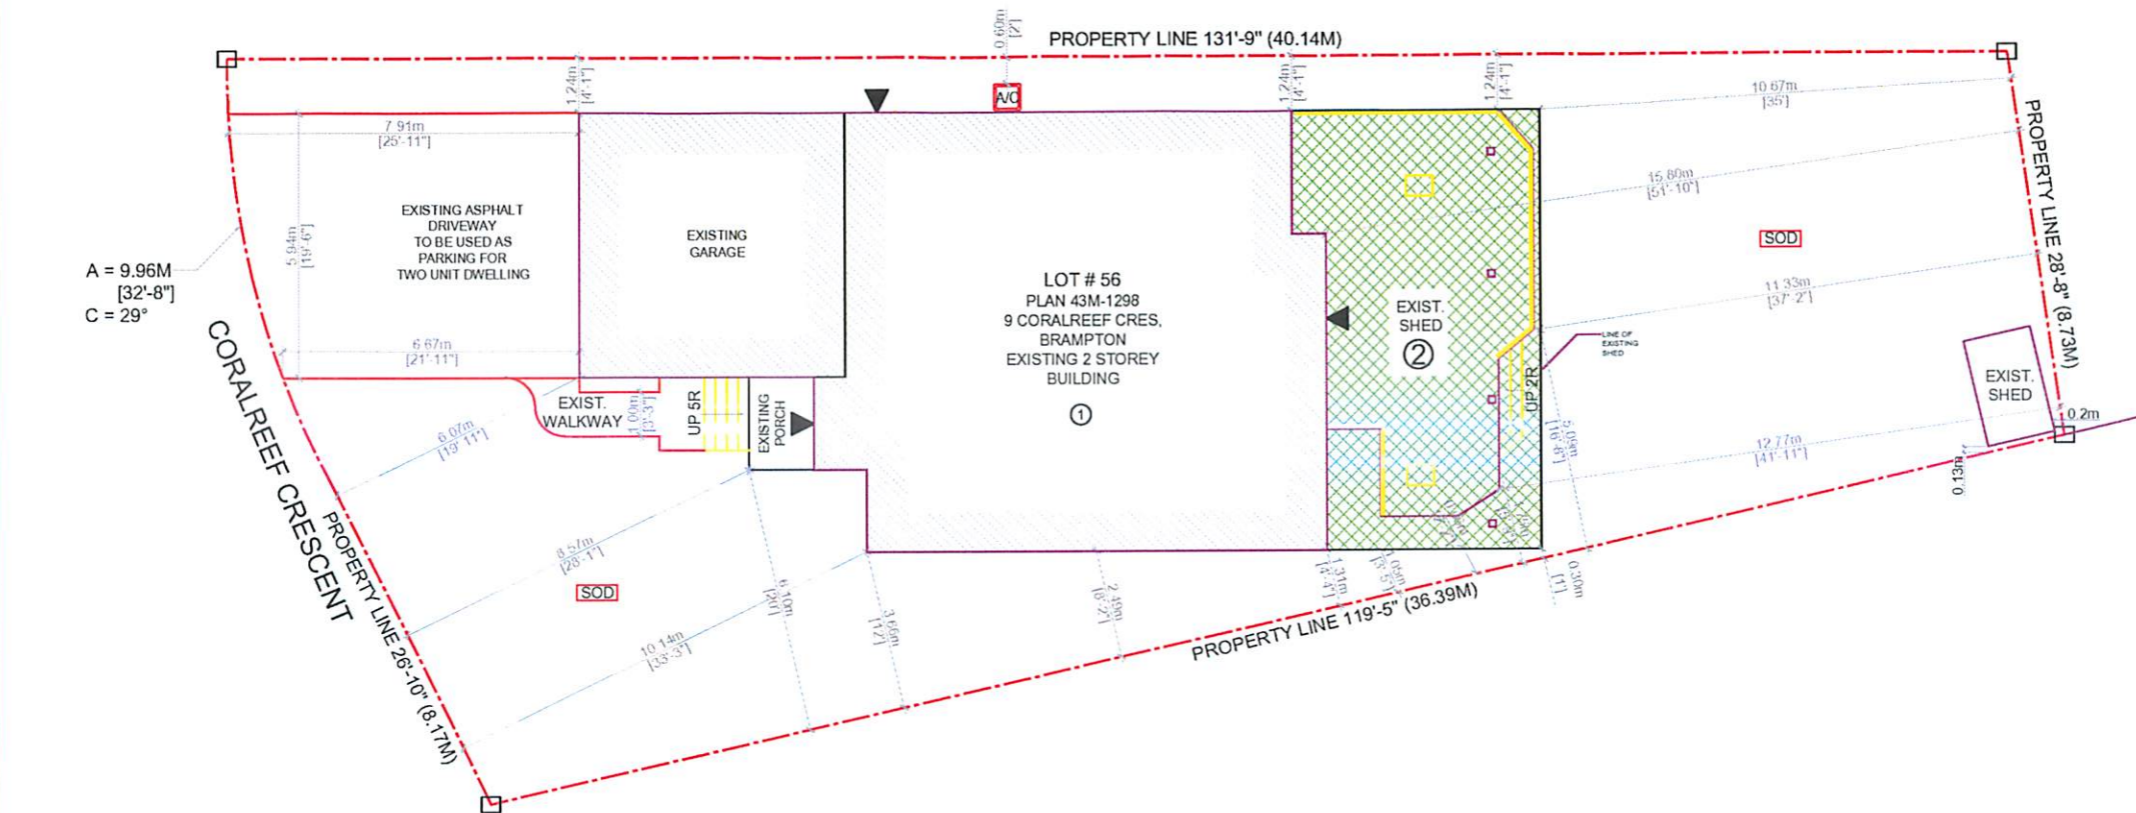 0.60m
[2']
PROPERTY LINE 131'-9" (40.14M)
1.24m
[4'-1"]
A/C
1.24m
[4'-1"]
1.24m
[4'-1"]
10.67m
[35']
7.91m
[25'-11"]
PROPERTY LINE 28'-8" (8.73M)
15.80m
[51'-10"]
EXISTING ASPHALT
DRIVEWAY
TO BE USED AS
PARKING FOR
TWO UNIT DWELLING
5.94m
[19'-6"]
EXISTING
GARAGE
SOD
A = 9.96M
[32'-8"]
C = 29°
LOT # 56
PLAN 43M-1298
9 CORALREEF CRES,
BRAMPTON
EXISTING 2 STOREY
BUILDING
1
EXIST.
SHED
2
11.33m
[37'-2"]
LINE OF
EXISTING
SHED
6.67m
[21'-11"]
CORALREEF CRESCENT
EXIST.
WALKWAY
1.00m
[3'-3"]
UP 5R
EXISTING
PORCH
UP 2R
EXIST.
SHED
0.2m
6.07m
[19'-11"]
5.09m
[16'-8"]
12.77m
[41'-11"]
0.13m
PROPERTY LINE 26'-10" (8.17M)
8.57m
[28'-1"]
SOD
10.14m
[33'-3"]
6.10m
[20']
3.66m
[12']
2.49m
[8'-2"]
1.31m
[4'-4"]
1.05m
[3'-5"]
0.30m
[1']
PROPERTY LINE 119'-5" (36.39M)